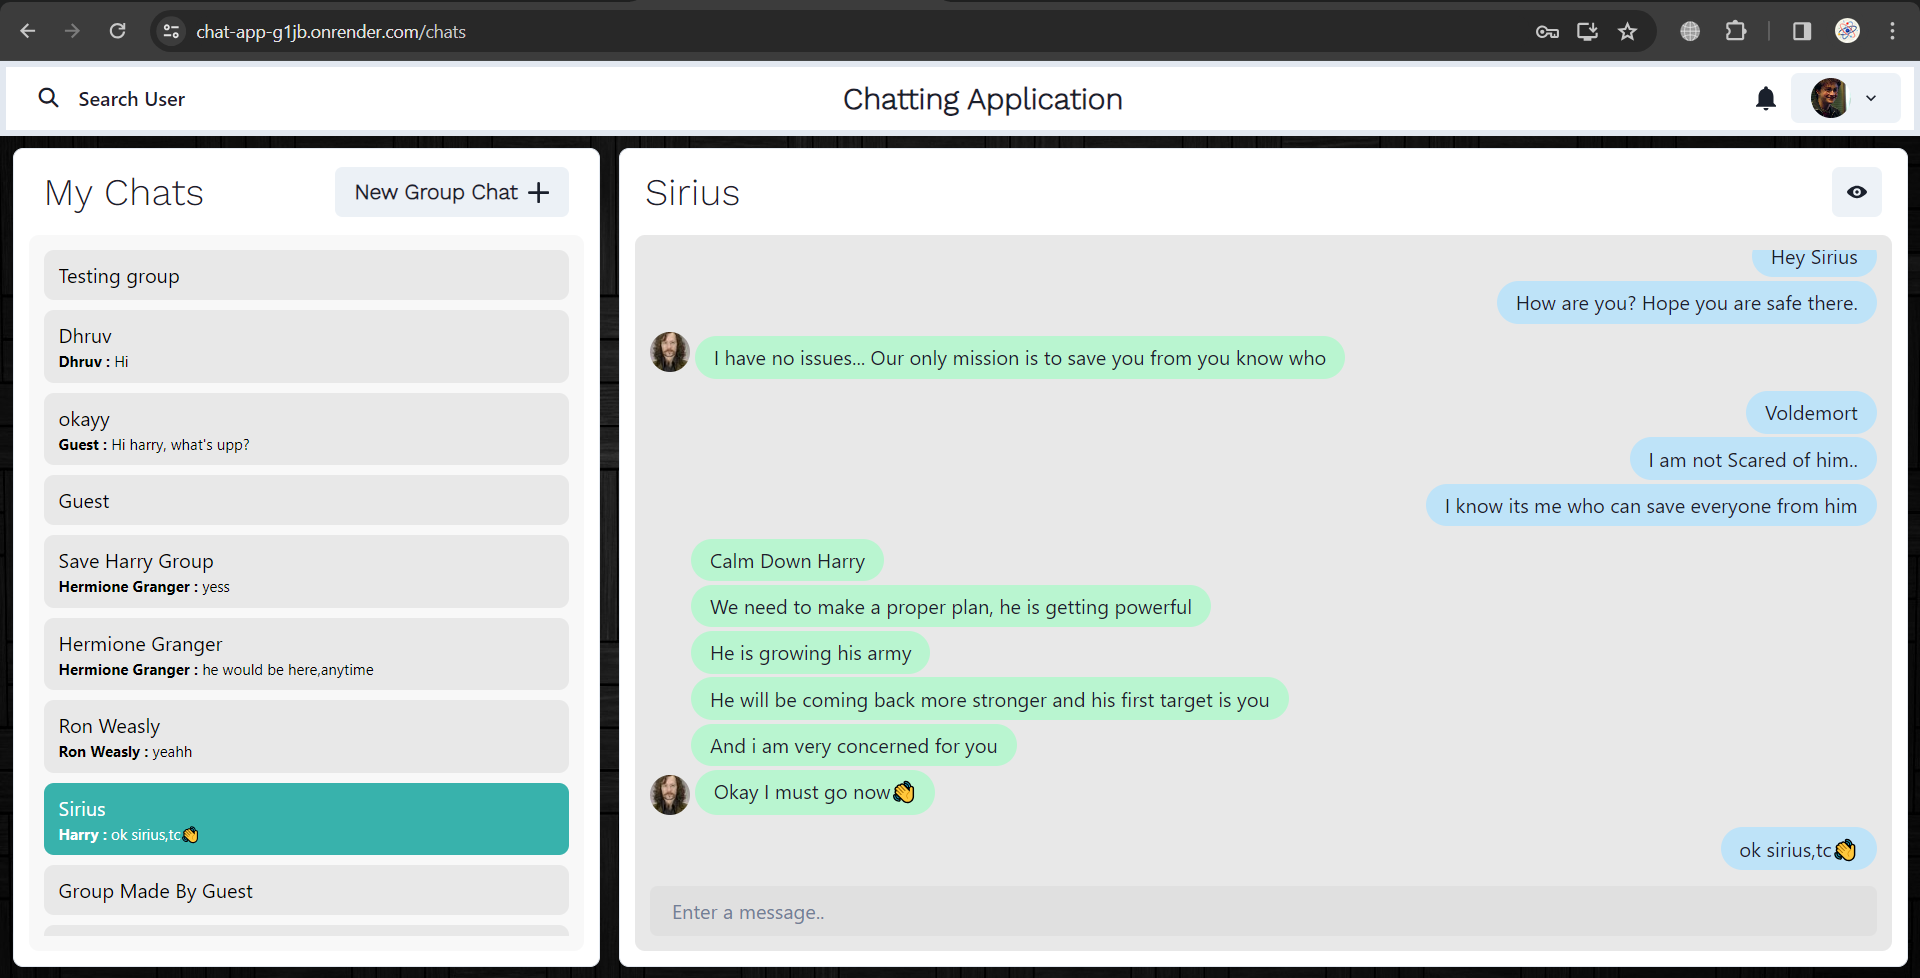 chat-app-g1jb.onrender.com/chats
Search User
Chatting Application
My Chats
New Group Chat +
Testing group
Dhruv
Dhruv : Hi
okayy
Guest : Hi harry, what's upp?
Guest
Save Harry Group
Hermione Granger : yess
Hermione Granger
Hermione Granger : he would be here,anytime
Ron Weasly
Ron Weasly : yeahh
Sirius
Harry : ok sirius,tc👏
Group Made By Guest
Sirius
Hey Sirius
How are you? Hope you are safe there.
I have no issues... Our only mission is to save you from you know who
Voldemort
I am not Scared of him..
I know its me who can save everyone from him
Calm Down Harry
We need to make a proper plan, he is getting powerful
He is growing his army
He will be coming back more stronger and his first target is you
And i am very concerned for you
Okay I must go now👏
ok sirius,tc👏
Enter a message..